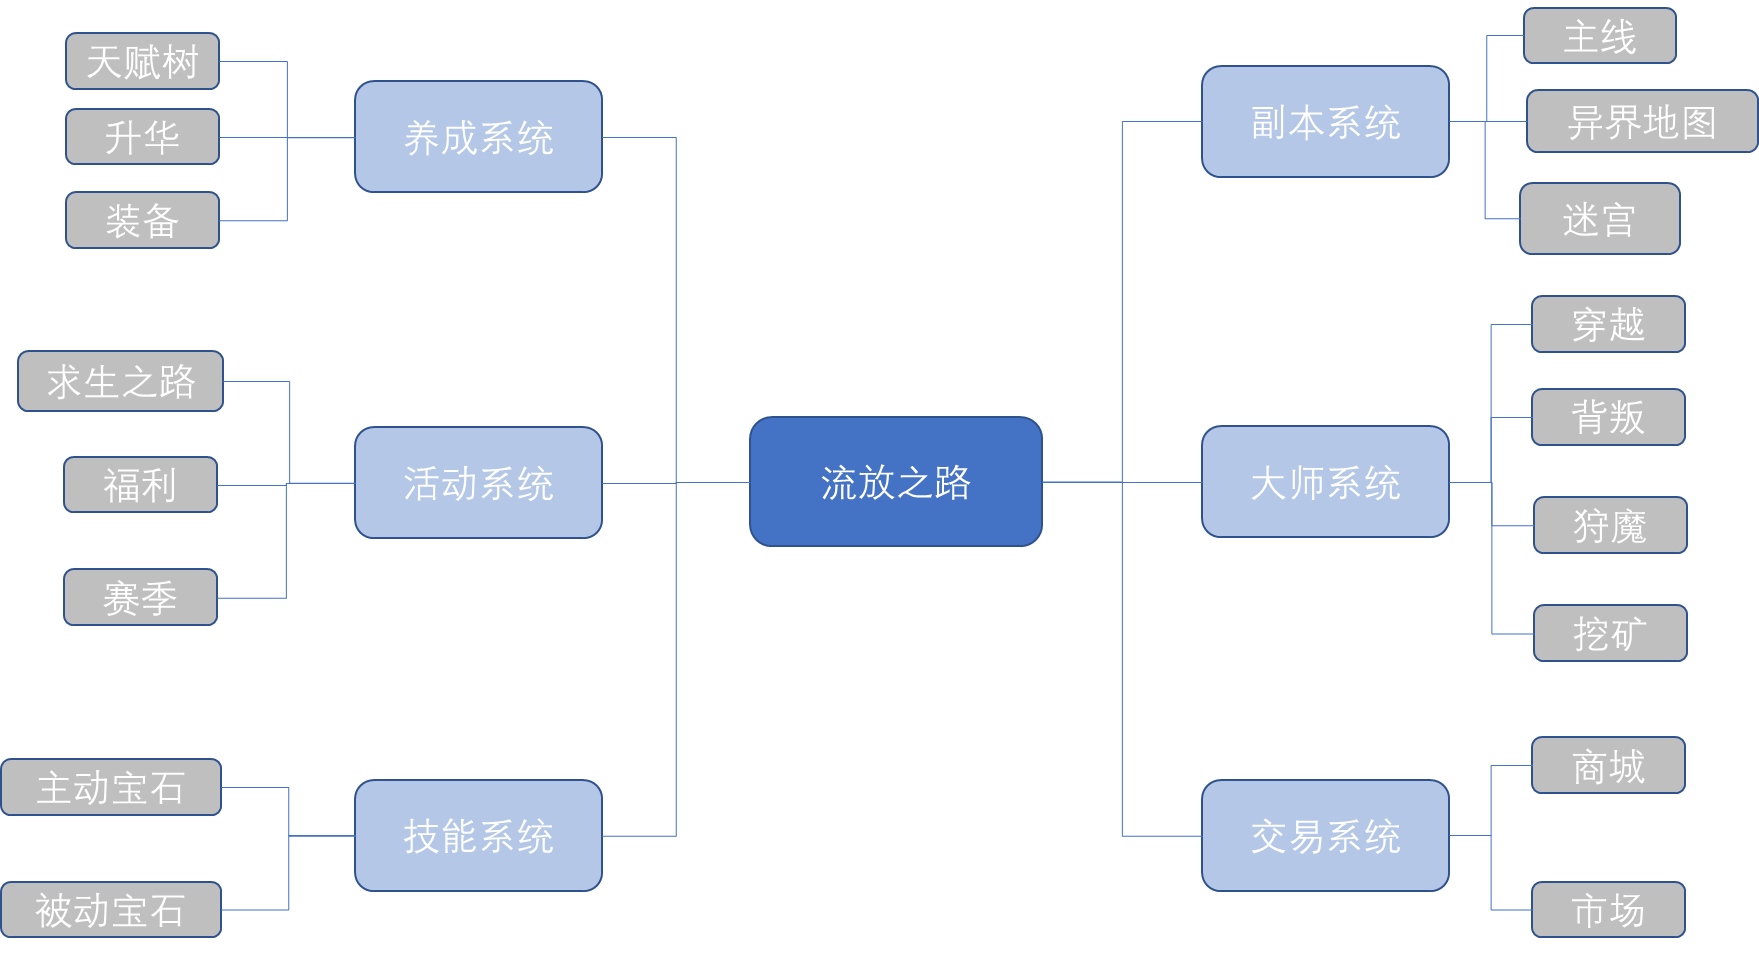 天赋树
升华
装备
养成系统
求生之路
福利
赛季
活动系统
主动宝石
被动宝石
技能系统
流放之路
副本系统
主线
异界地图
迷宫
大师系统
穿越
背叛
狩魔
挖矿
交易系统
商城
市场